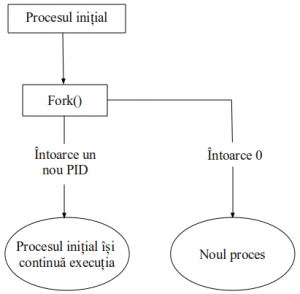 Procesul inițial
Fork()
Întoarce un
nou PID
Întoarce 0
Procesul inițial își
continuă execuția
Noul proces